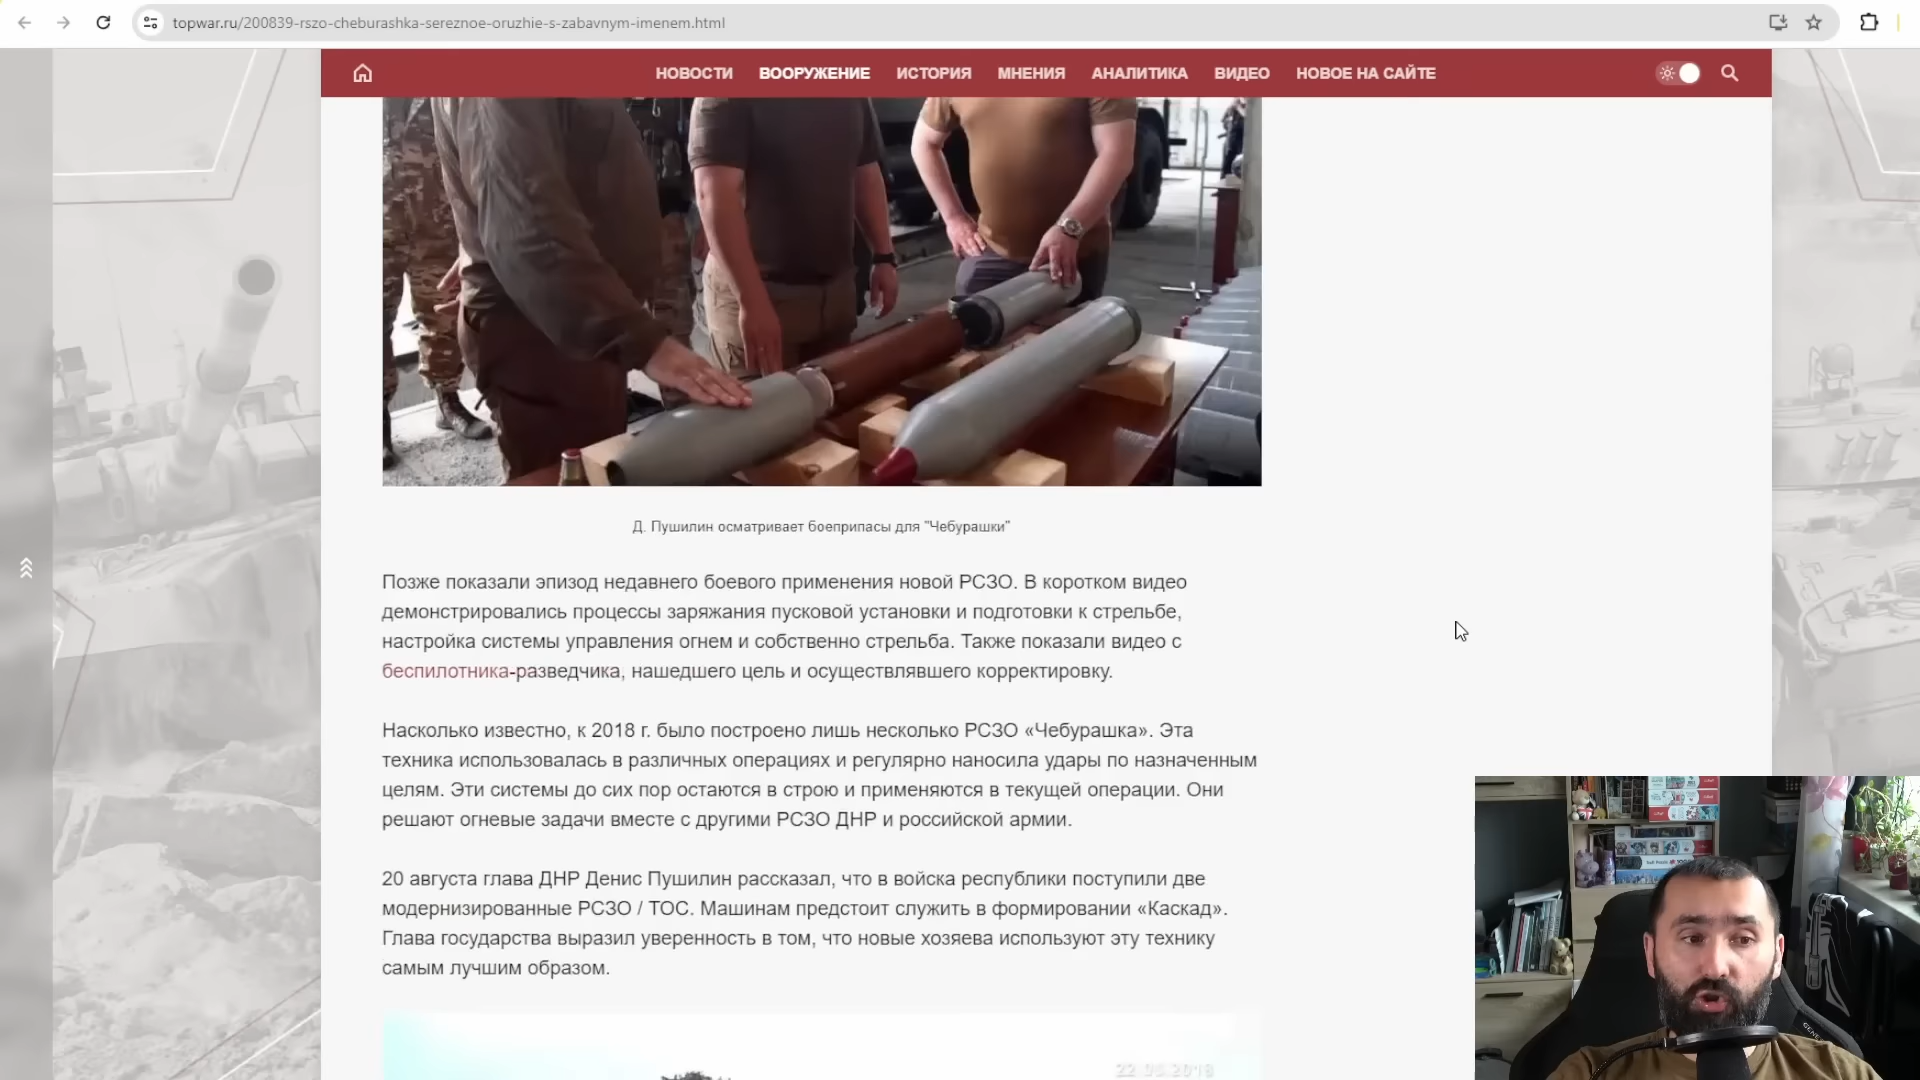 topwar.ru/200839-rszo-cheburashka-sereznoe-oruzhie-s-zabavnym-imenem.html
НОВОСТИ ВООРУЖЕНИЕ ИСТОРИЯ МНЕНИЯ АНАЛИТИКА ВИДЕО НОВОЕ НА САЙТЕ
Д. Пушилин осматривает боеприпасы для "Чебурашки"
Позже показали эпизод недавнего боевого применения новой РСЗО. В коротком видео
демонстрировались процессы заряжания пусковой установки и подготовки к стрельбе,
настройка системы управления огнем и собственно стрельба. Также показали видео с
беспилотника-разведчика, нашедшего цель и осуществлявшего корректировку.
Насколько известно, к 2018 г. было построено лишь несколько РСЗО «Чебурашка». Эта
техника использовалась в различных операциях и регулярно наносила удары по назначенным
целям. Эти системы до сих пор остаются в строю и применяются в текущей операции. Они
решают огневые задачи вместе с другими РСЗО ДНР и российской армии.
20 августа глава ДНР Денис Пушилин рассказал, что в войска республики поступили две
модернизированные РСЗО / ТОС. Машинам предстоит служить в формировании «Каскад».
Глава государства выразил уверенность в том, что новые хозяева используют эту технику
самым лучшим образом.
22.05.2018